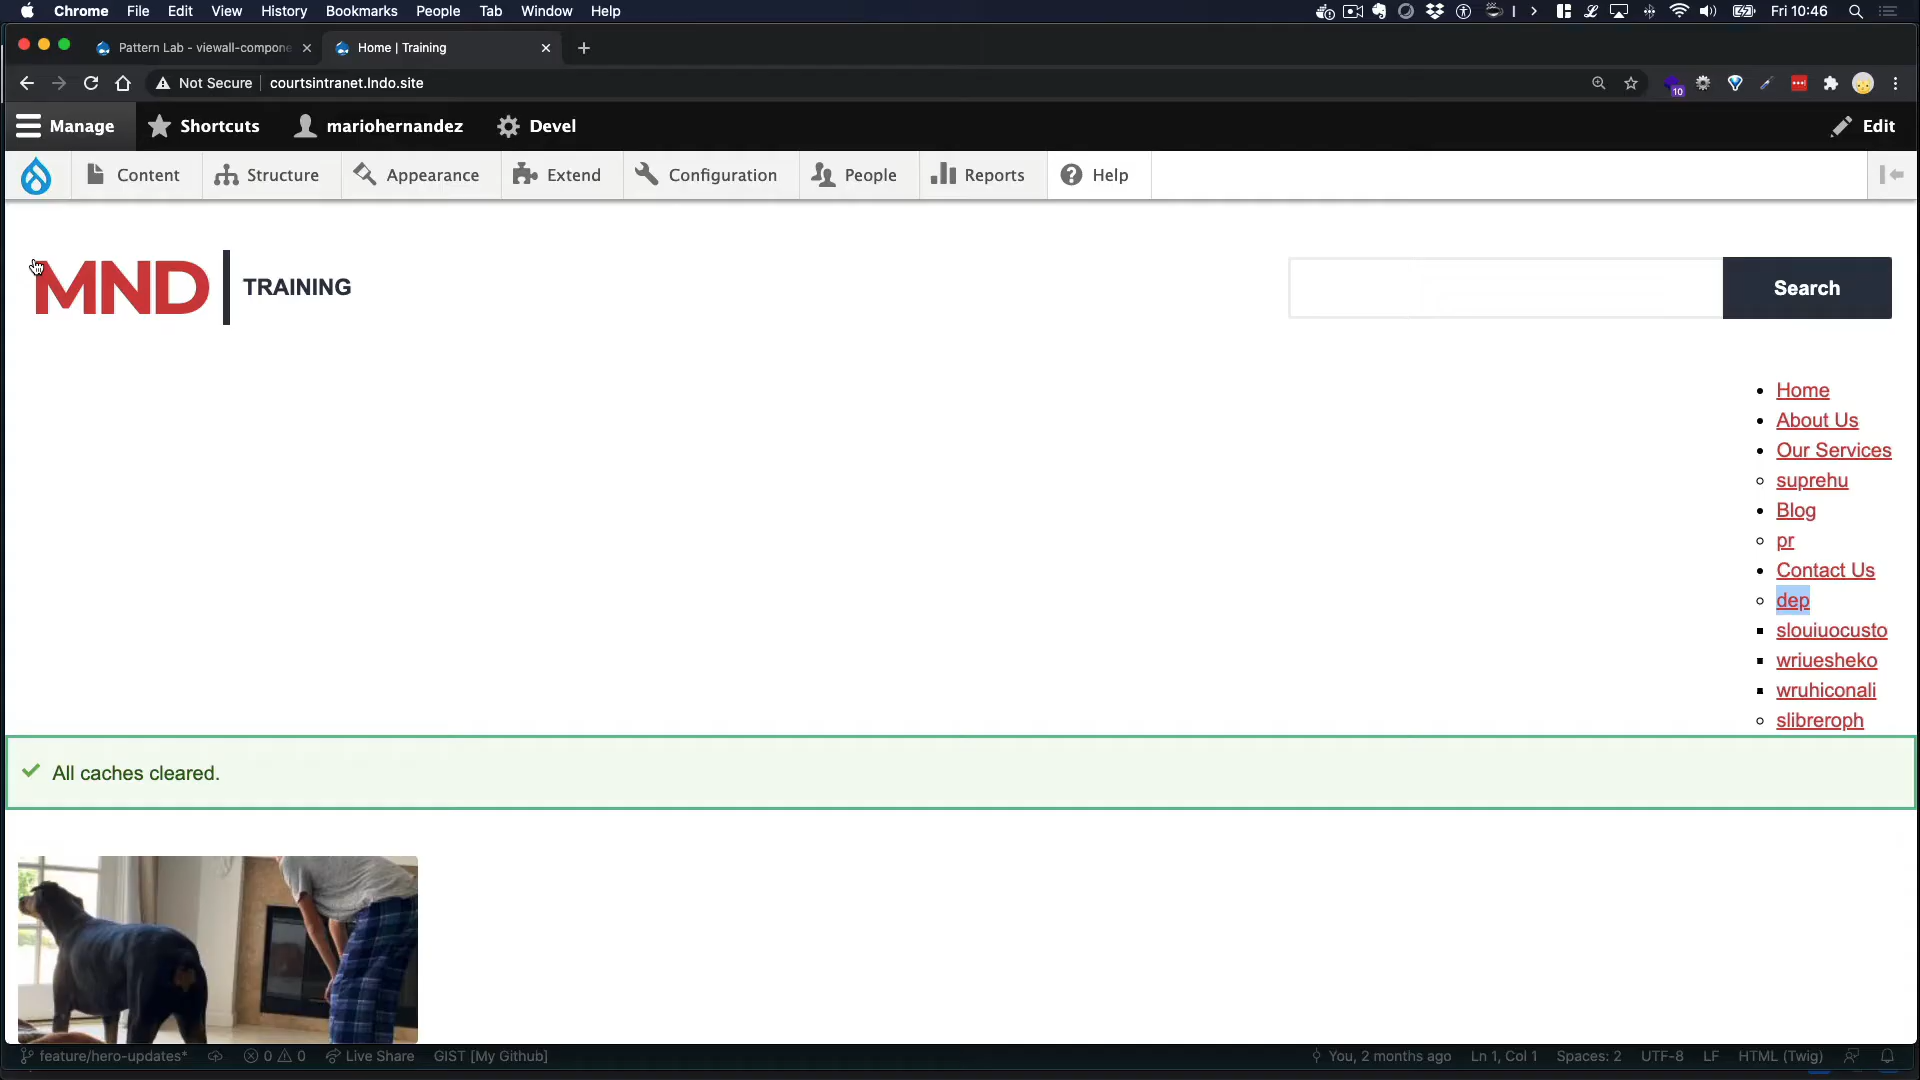 Chrome File Edit View History Bookmarks People Tab Window Help Fri 10:46
Pattern Lab - viewall-compone Home | Training
Not Secure courtsintranet.lndo.site 10
Manage Shortcuts mariohernandez Devel Edit
Content Structure Appearance Extend Configuration People Reports Help
MND TRAINING Search
Home
About Us
Our Services
suprehu
Blog
pr
Contact Us
dep
slouiuocusto
wriuesheko
wruhiconali
slibreroph
All caches cleared.
feature/hero-updates* 0 0 Live Share GIST [My Github] You, 2 months ago Ln 1, Col 1 Spaces: 2 UTF-8 LF HTML (Twig)